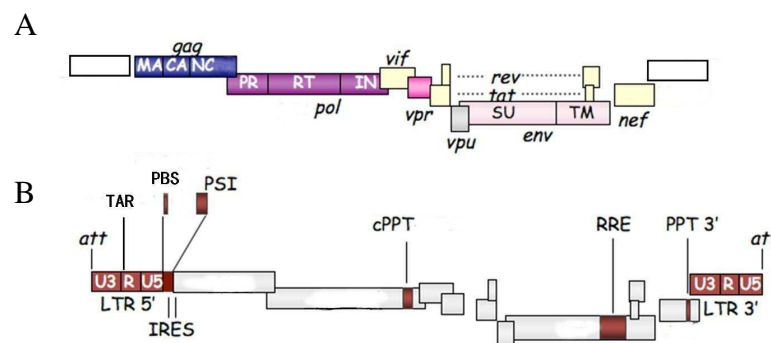 A
gag
MA CA NC
vif
rev
PR RT IN
tat
pol
vpr
SU TM
nef
vpu
env
B
PBS
PSI
TAR
cPPT
RRE
PPT 3'
att
at
U3 R U5
U3 R U5
LTR 5'
LTR 3'
IRES